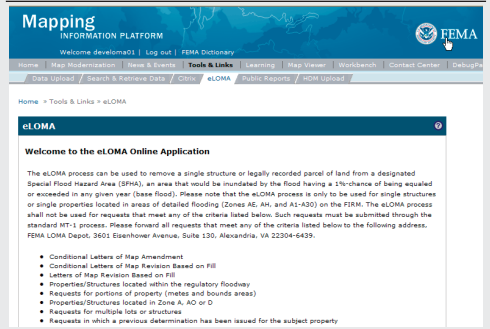 Mapping
INFORMATION PLATFORM
FEMA
Welcome develoma01 | Log out | FEMA Dictionary
Home | Map Modernization | News & Events | Tools & Links | Learning | Map Viewer | Workbench | Contact Center | DebugPa
Data Upload / Search & Retrieve Data / Citrix / eLOMA / Public Reports / HDM Upload
Home » Tools & Links » eLOMA
eLOMA
Welcome to the eLOMA Online Application
The eLOMA process can be used to remove a single structure or legally recorded parcel of land from a designated
Special Flood Hazard Area (SFHA), an area that would be inundated by the flood having a 1%-chance of being equaled
or exceeded in any given year (base flood). Please note that the eLOMA process is only to be used for single structures
or single properties located in areas of detailed flooding (Zones AE, AH, and A1-A30) on the FIRM. The eLOMA process
shall not be used for requests that meet any of the criteria listed below. Such requests must be submitted through the
standard MT-1 process. Please forward all requests that meet any of the criteria listed below to the following address,
FEMA LOMA Depot, 3601 Eisenhower Avenue, Suite 130, Alexandria, VA 22304-6439.
• Conditional Letters of Map Amendment
• Conditional Letters of Map Revision Based on Fill
• Letters of Map Revision Based on Fill
• Properties/Structures located within the regulatory floodway
• Requests for portions of property (metes and bounds areas)
• Properties/Structures located in Zone A, AO or D
• Requests for multiple lots or structures
• Requests in which a previous determination has been issued for the subject property